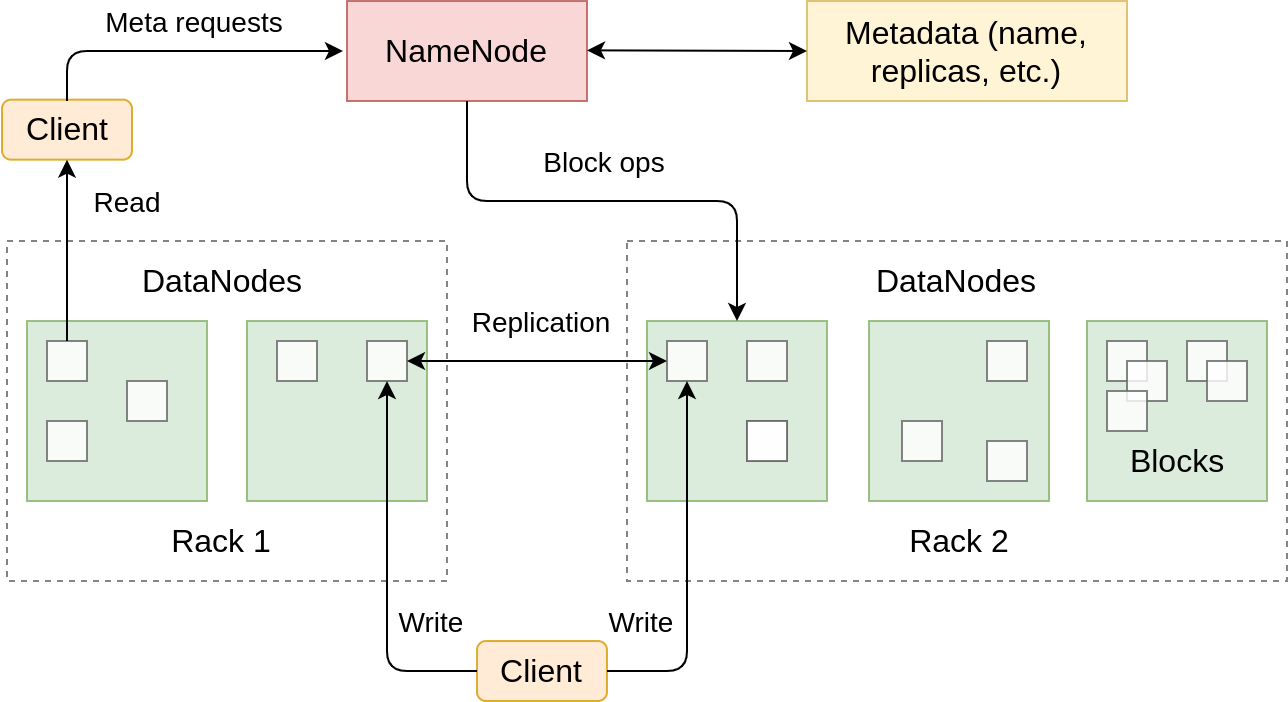 Meta requests
NameNode
Metadata (name,
replicas, etc.)
Client
Block ops
Read
DataNodes
DataNodes
Replication
Blocks
Rack 1
Rack 2
Write
Write
Client